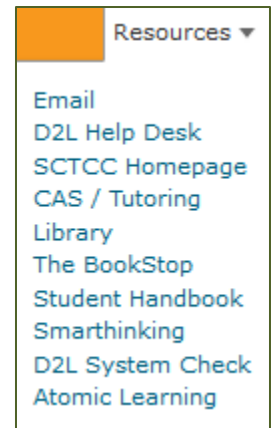 Resources ▼
Email
D2L Help Desk
SCTCC Homepage
CAS / Tutoring
Library
The BookStop
Student Handbook
Smarthinking
D2L System Check
Atomic Learning